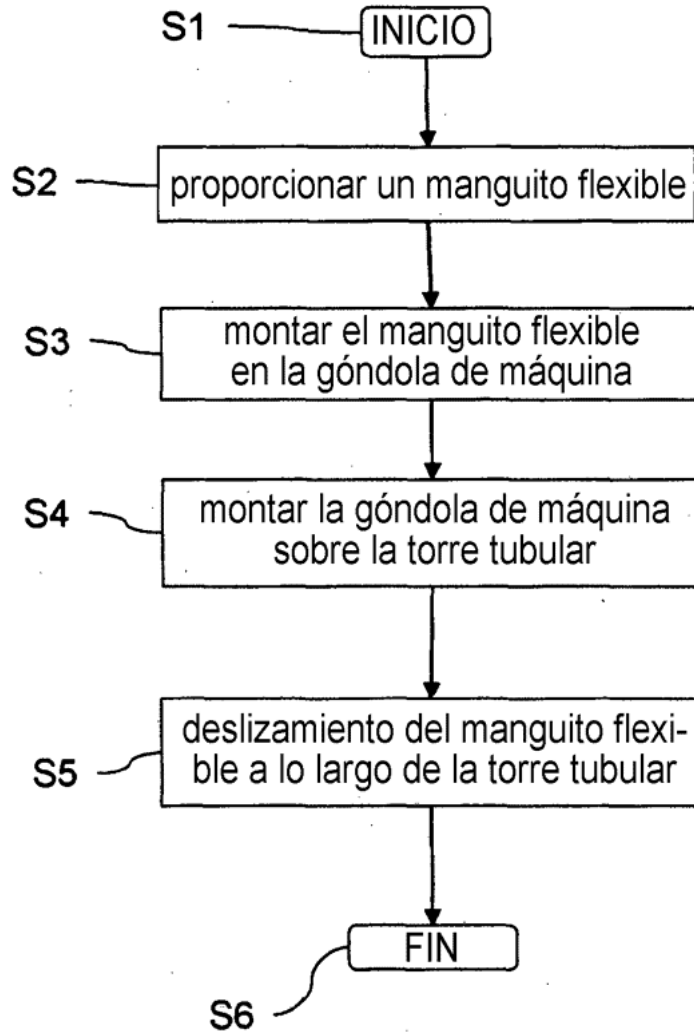 S1
INICIO
S2
proporcionar un manguito flexible
S3
montar el manguito flexible
en la góndola de máquina
S4
montar la góndola de máquina
sobre la torre tubular
S5
deslizamiento del manguito flexi-
ble a lo largo de la torre tubular
FIN
S6